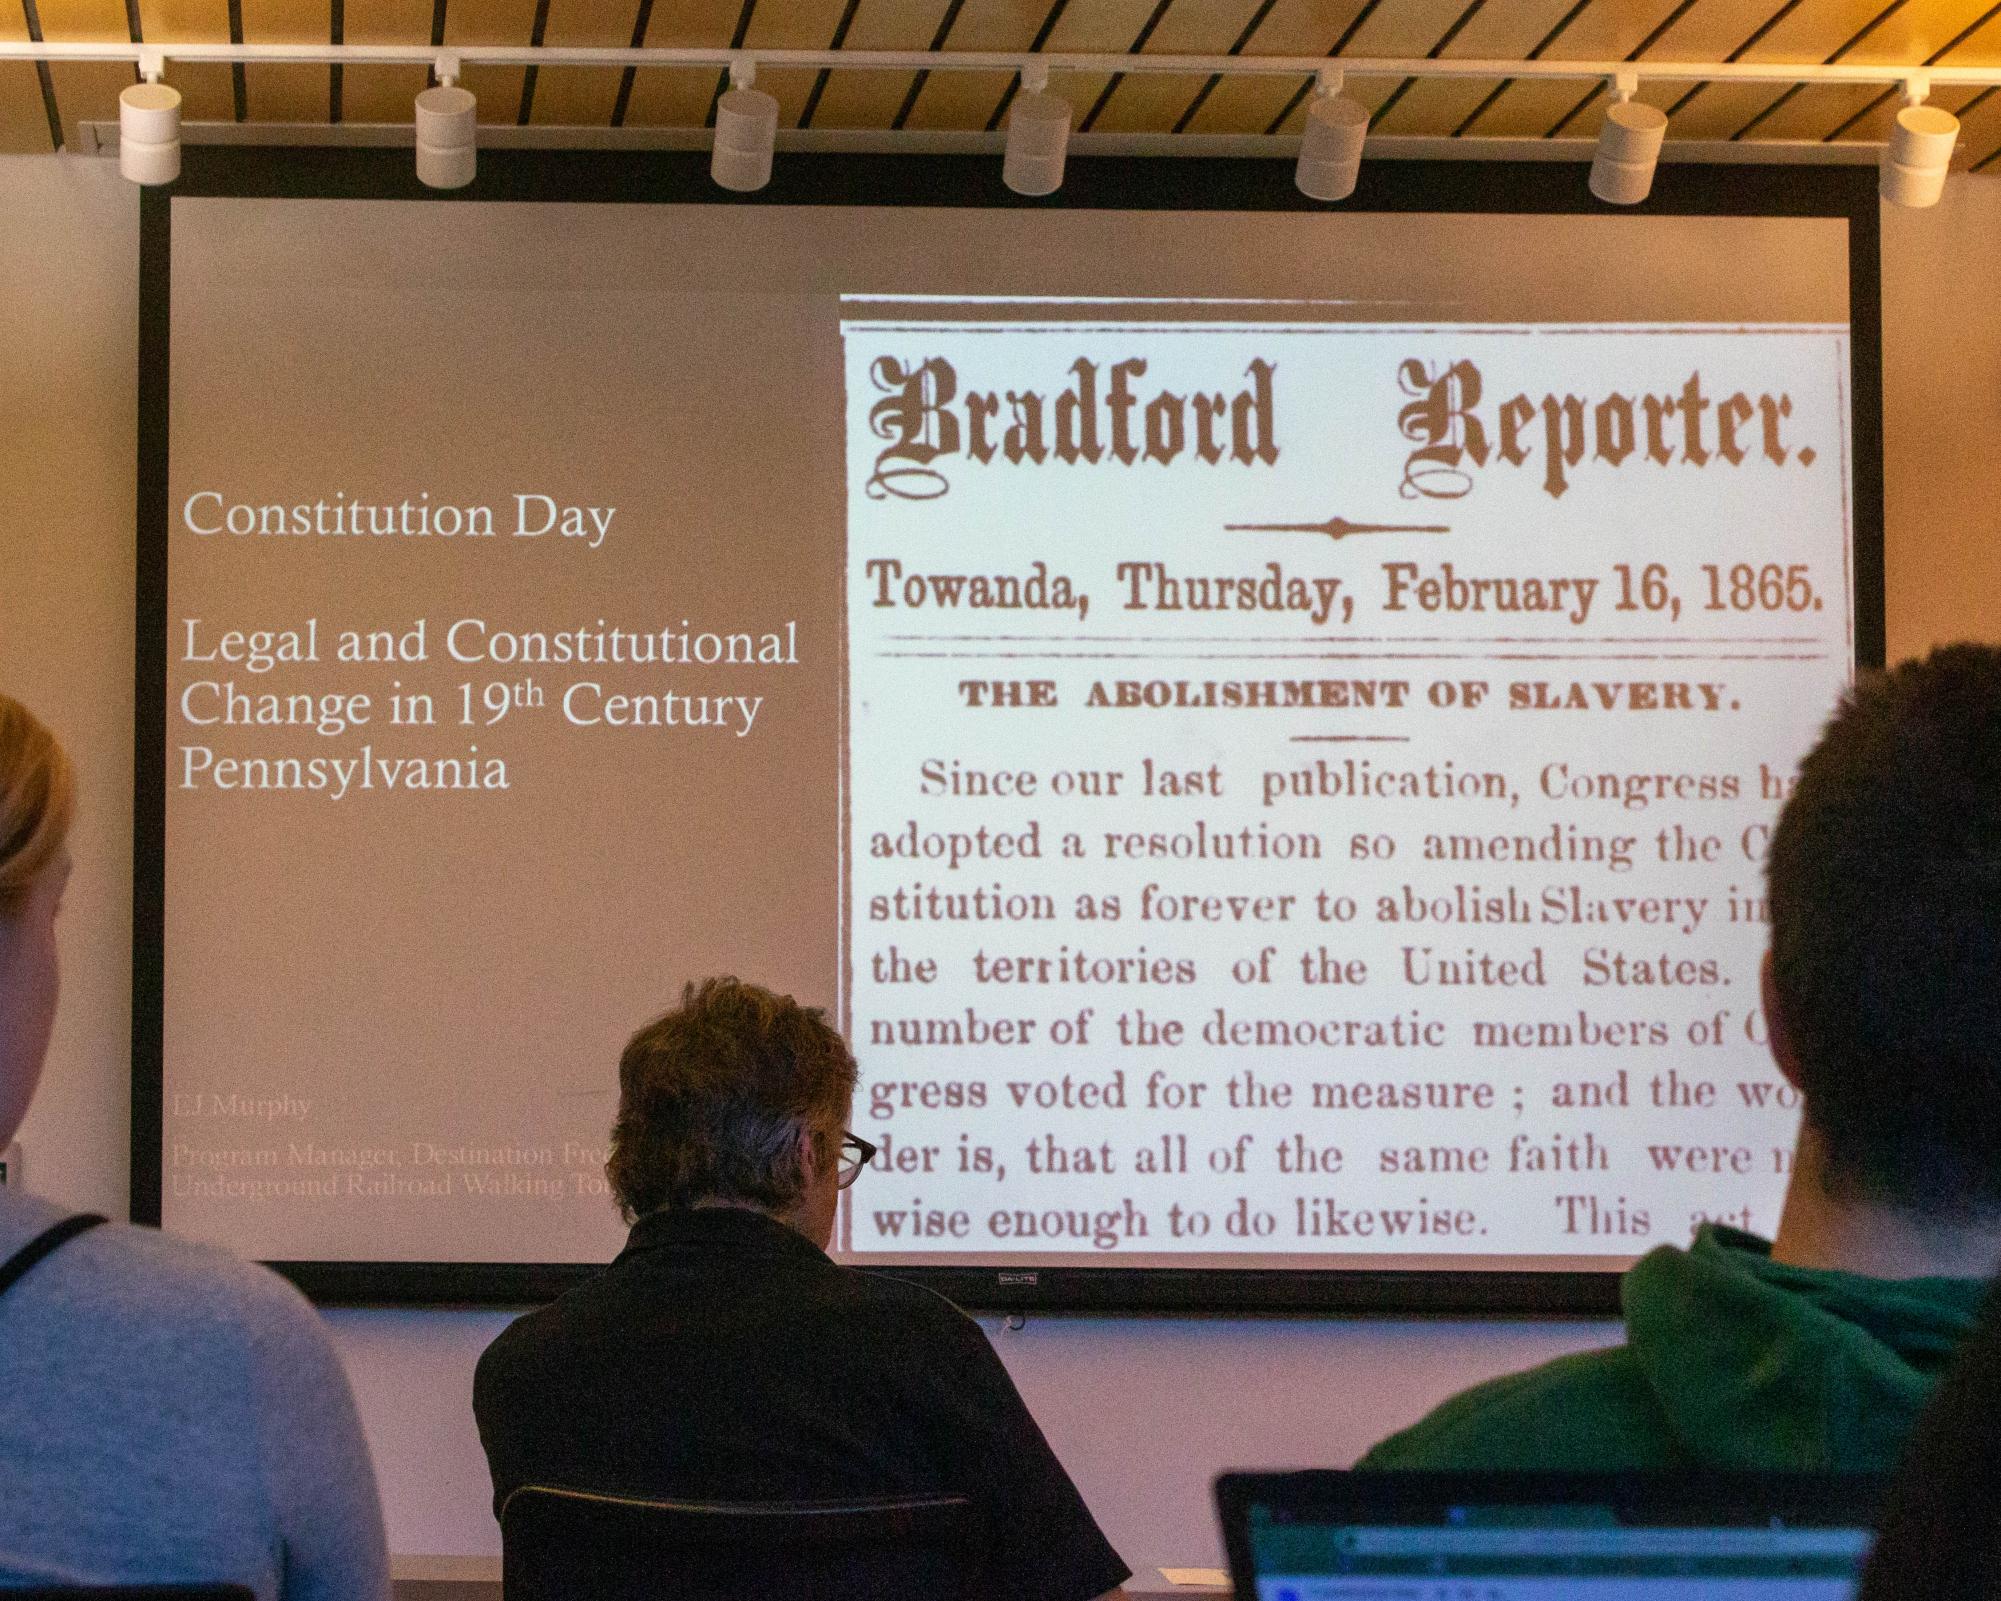 Constitution Day
Legal and Constitutional
Change in 19th Century
Pennsylvania
EJ Murphy
Program Manager, Destination
Underground Railroad Walking
Bradford Reporter.
Towanda, Thursday, February 16, 1865.
THE ABOLISHMENT OF SLAVERY.
Since our last publication, Congress
adopted a resolution so amending the
stitution as forever to abolish Slavery in
the territories of the United States.
number of the democratic members of
gress voted for the measure ; and the
der is, that all of the same faith were
wise enough to do likewise. This act
DA-LITE